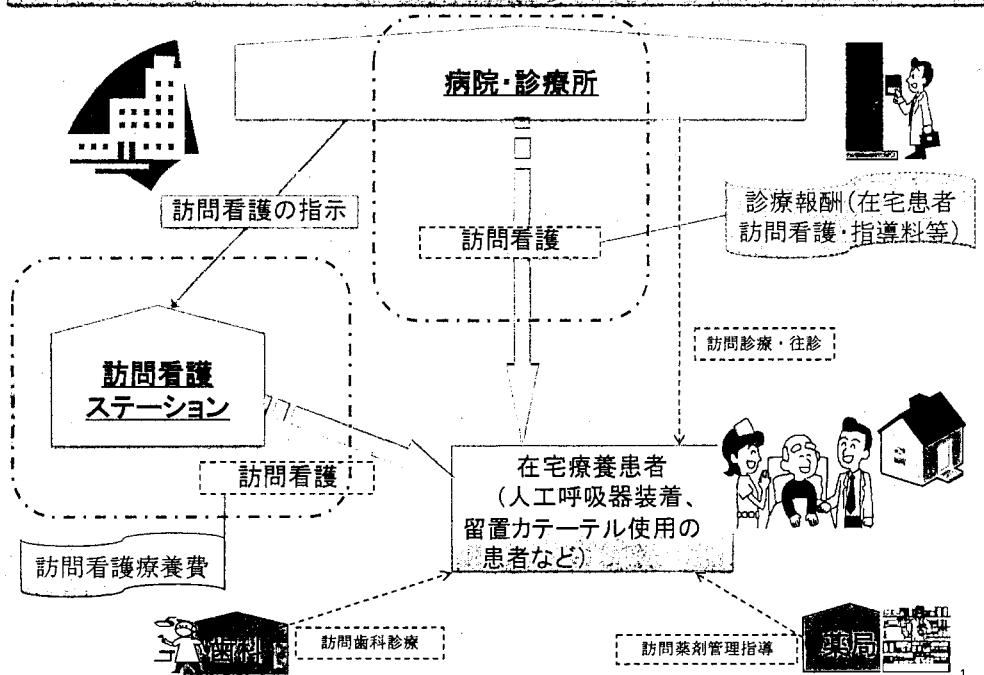 病院・診療所
訪問看護の指示
訪問看護
診療報酬(在宅患者
訪問看護・指導料等)
訪問診療・往診
訪問看護
ステーション
訪問看護
訪問看護療養費
在宅療養患者
(人工呼吸器装着、
留置カテーテル使用の
患者など)
歯科
訪問歯科診療
訪問薬剤管理指導
薬局
1